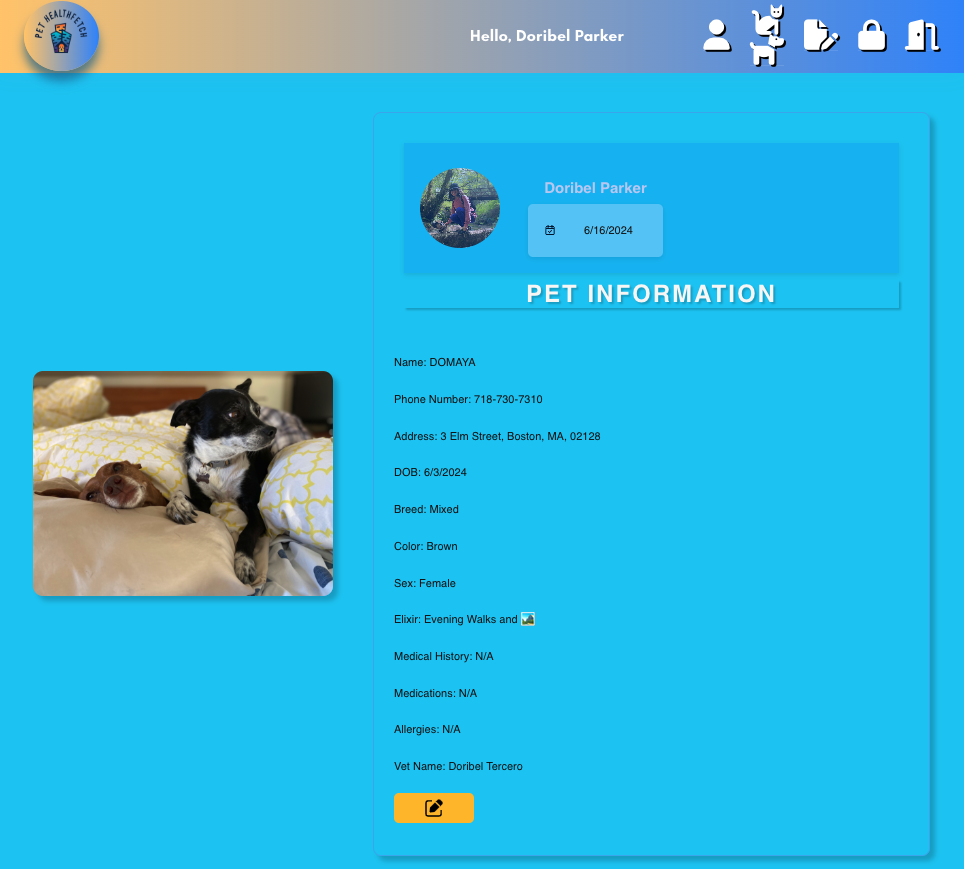 PET HEALTHFETCH
Hello, Doribel Parker
Doribel Parker
6/16/2024
PET INFORMATION
Name: DOMAYA
Phone Number: 718-730-7310
Address: 3 Elm Street, Boston, MA, 02128
DOB: 6/3/2024
Breed: Mixed
Color: Brown
Sex: Female
Elixir: Evening Walks and 🏞️
Medical History: N/A
Medications: N/A
Allergies: N/A
Vet Name: Doribel Tercero